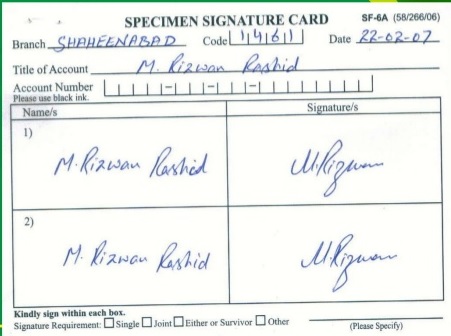 SPECIMEN SIGNATURE CARD SF-6A (58/266/06)
Branch SHAHEENABAD Code 1461 Date 22-02-07
Title of Account M. Rizwan Rashid
Account Number
Please use black ink.
Name/s Signature/s
1)
M. Rizwan Rashid M.Rizwan
2)
M. Rizwan Rashid M.Rizwan
Kindly sign within each box.
Signature Requirement: Single Joint Either or Survivor Other (Please Specify)